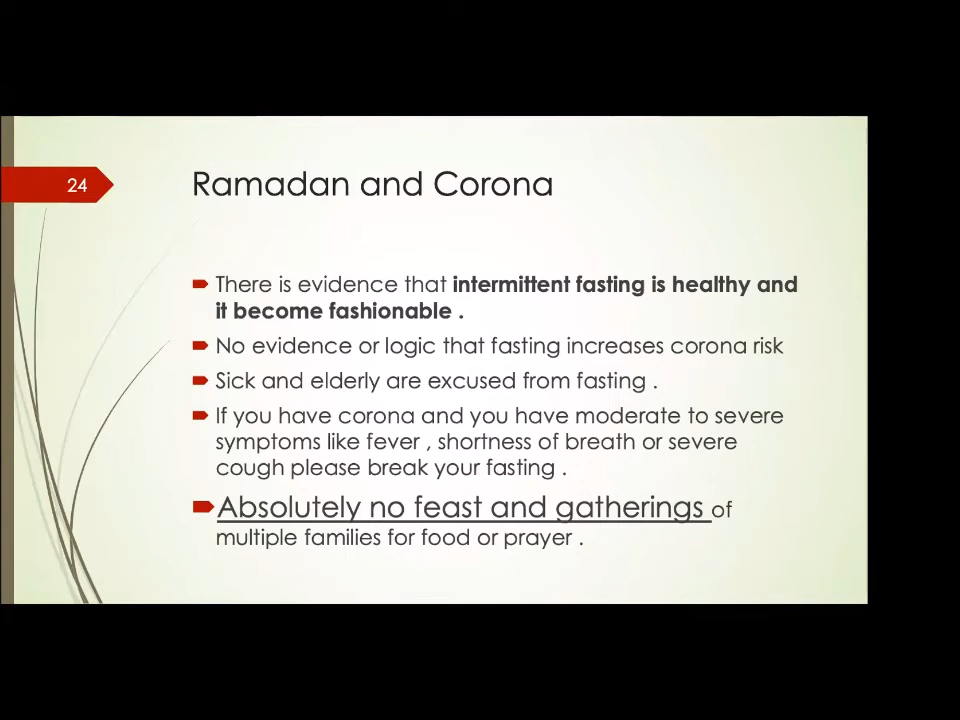 24
Ramadan and Corona
There is evidence that intermittent fasting is healthy and
it become fashionable .
No evidence or logic that fasting increases corona risk
Sick and elderly are excused from fasting .
If you have corona and you have moderate to severe
symptoms like fever , shortness of breath or severe
cough please break your fasting .
Absolutely no feast and gatherings of
multiple families for food or prayer .